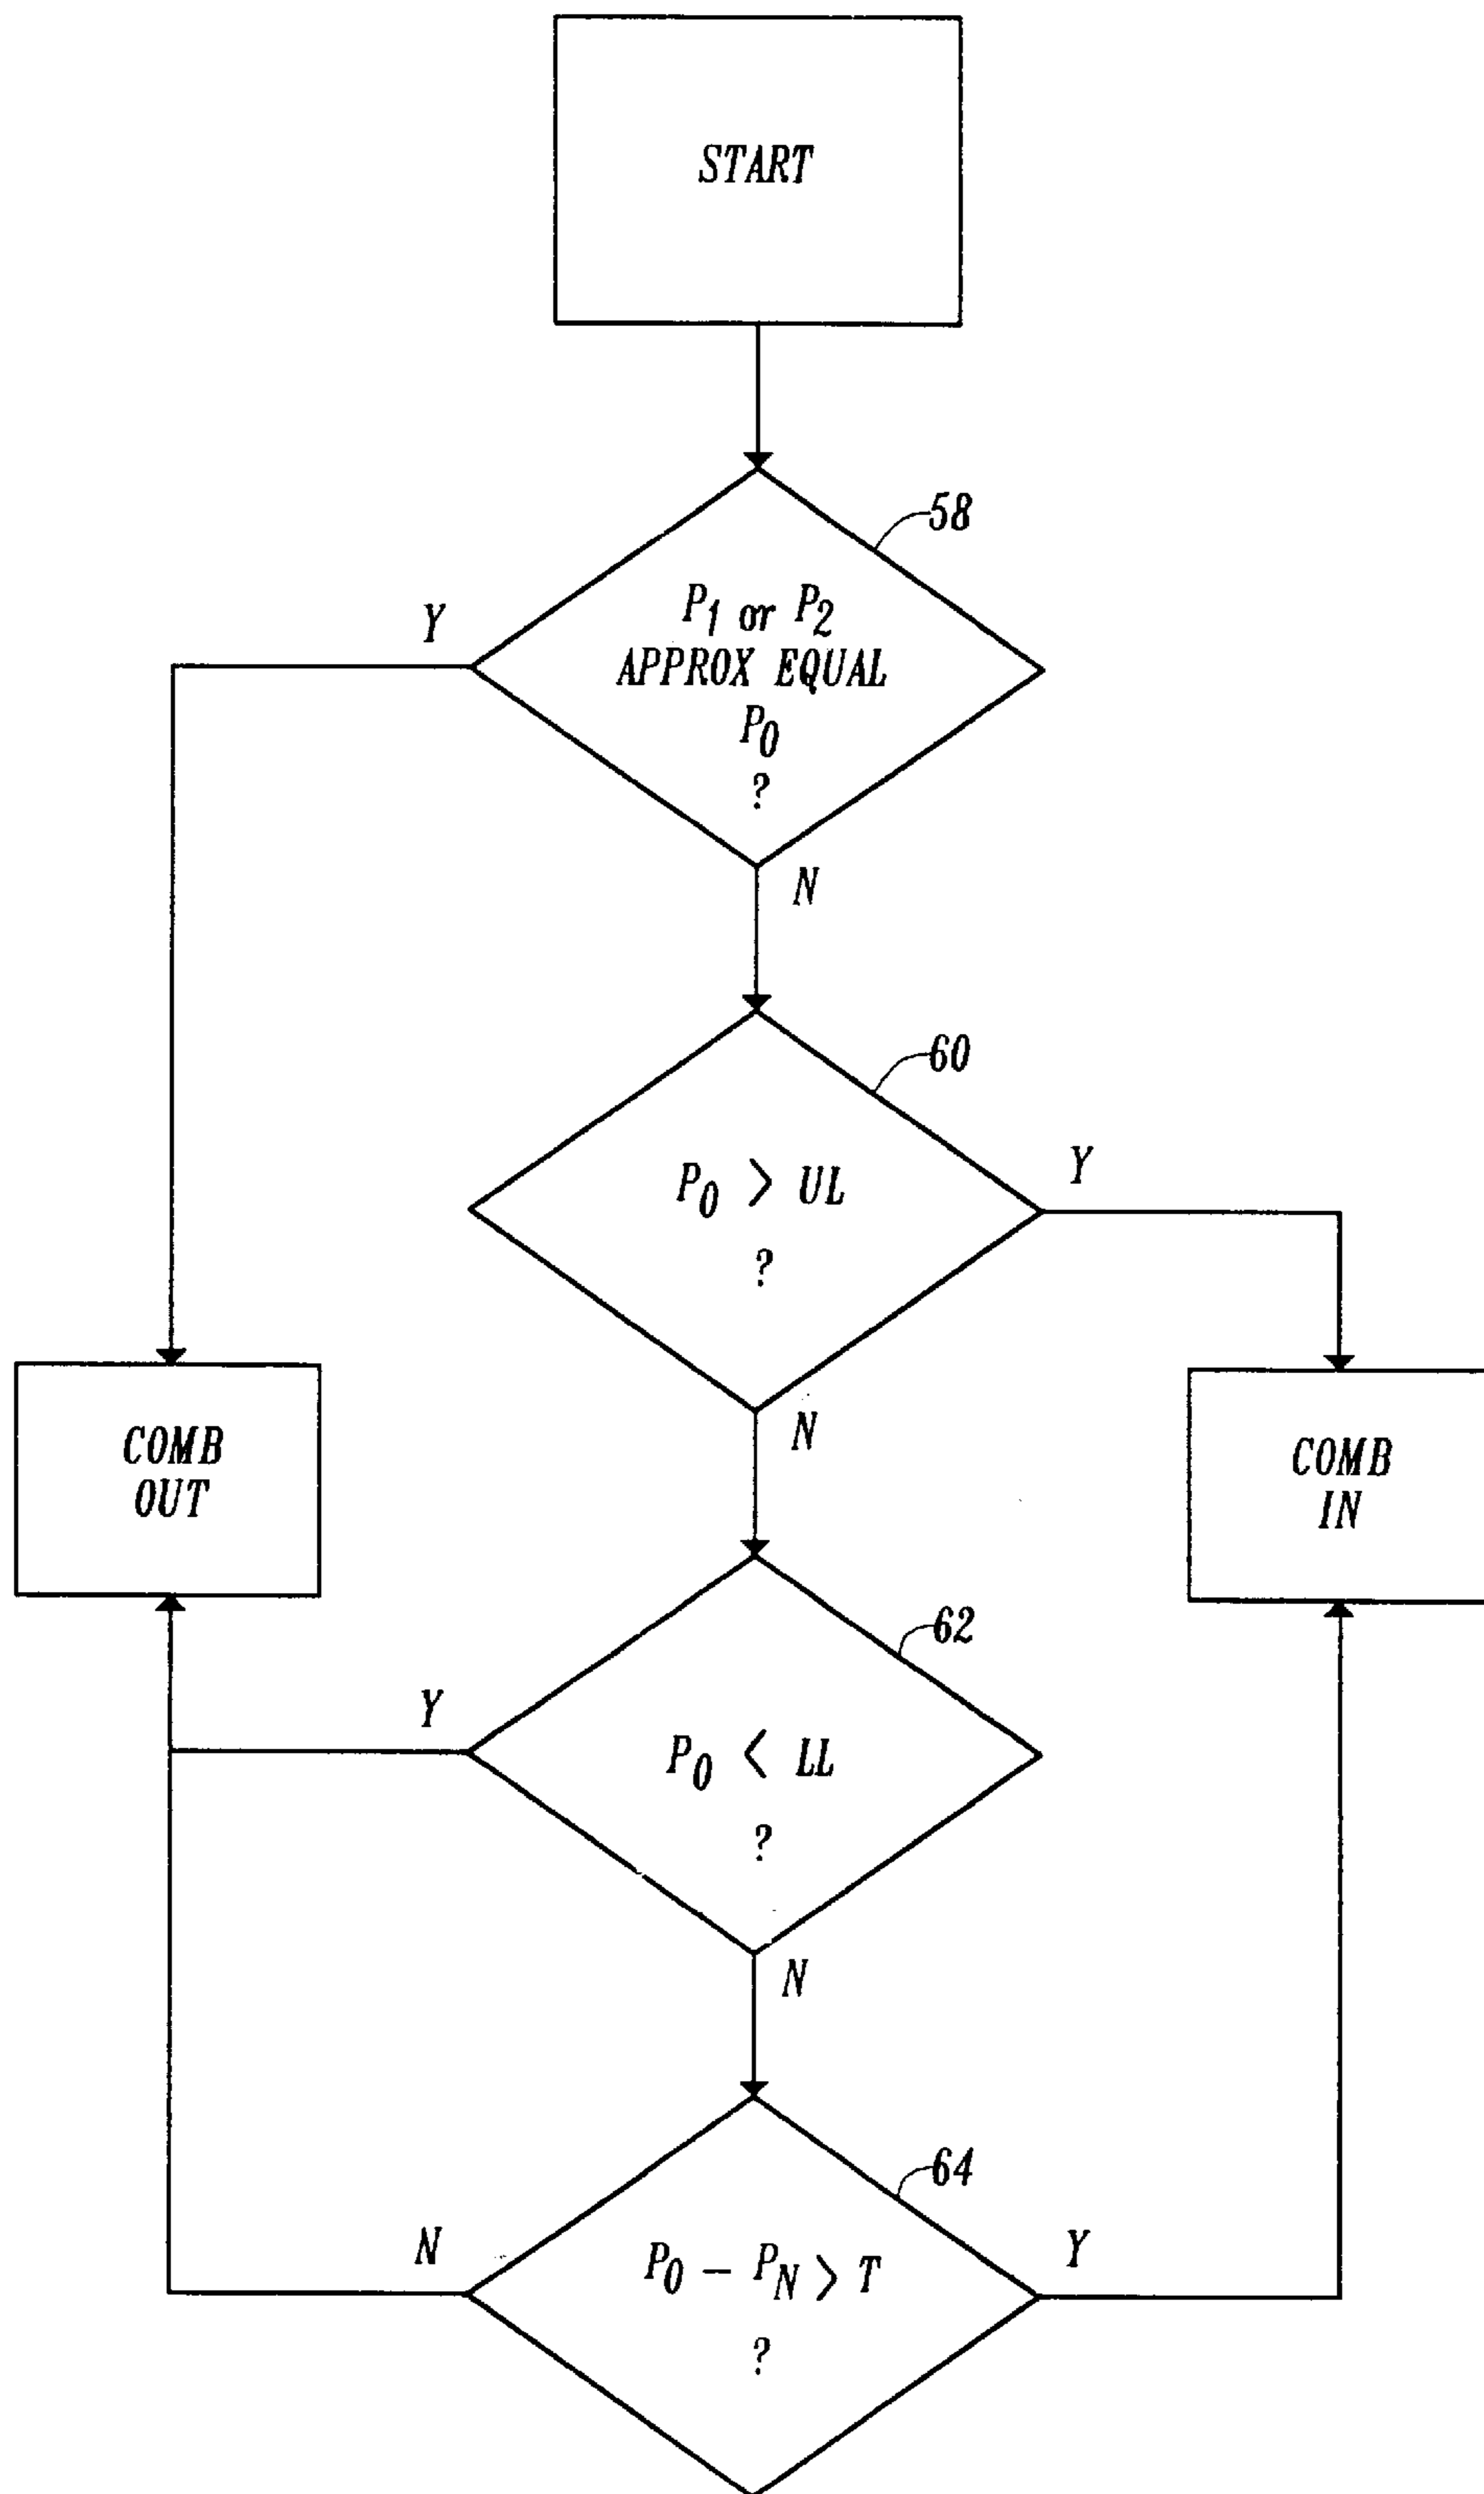 START
58
Y
P₁ or P₂
APPROX EQUAL
P₀
?
N
60
Y
P₀ > UL
?
N
COMB
OUT
COMB
IN
62
Y
P₀ < LL
?
N
64
N
Y
P₀ - P_N > T
?